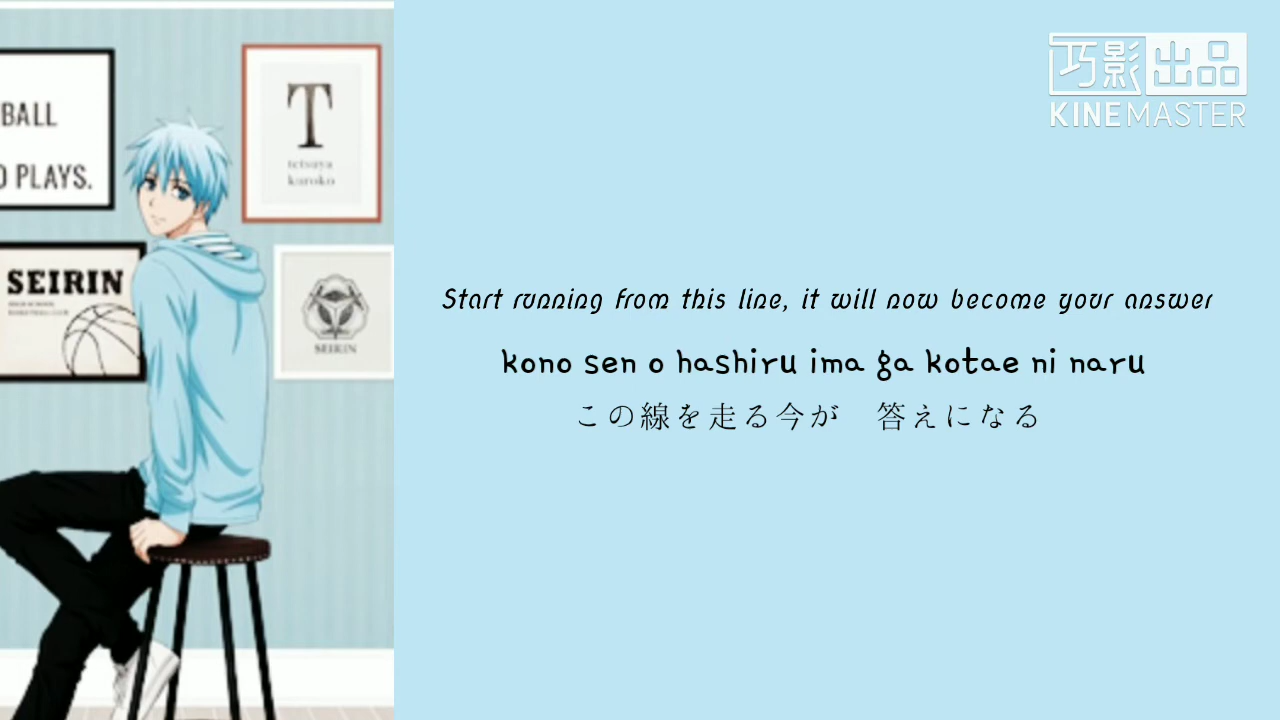 BALL
O PLAYS.
T
tetsuya
kuroko
SEIRIN
SEIRIN
巧影出品
KINEMASTER
Start running from this line, it will now become your answer
kono sen o hashiru ima ga kotae ni naru
この線を走る今が　答えになる